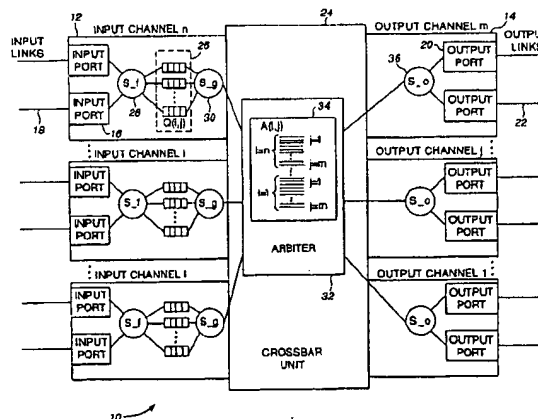 12
INPUT CHANNEL n
24
OUTPUT CHANNEL m
14
INPUT LINKS
INPUT PORT
26
20
OUTPUT PORT
OUTPUT LINKS
36
S_f
S_g
S_o
34
A(i,j)
18
INPUT PORT
16
28
Q(i,j)
30
OUTPUT PORT
22
i=n
j=1
j=m
i=1
j=1
j=m
INPUT CHANNEL i
OUTPUT CHANNEL j
INPUT PORT
S_f
S_g
ARBITER
S_o
OUTPUT PORT
INPUT PORT
OUTPUT PORT
32
INPUT CHANNEL 1
OUTPUT CHANNEL 1
INPUT PORT
S_f
S_g
CROSSBAR UNIT
S_o
OUTPUT PORT
INPUT PORT
OUTPUT PORT
10